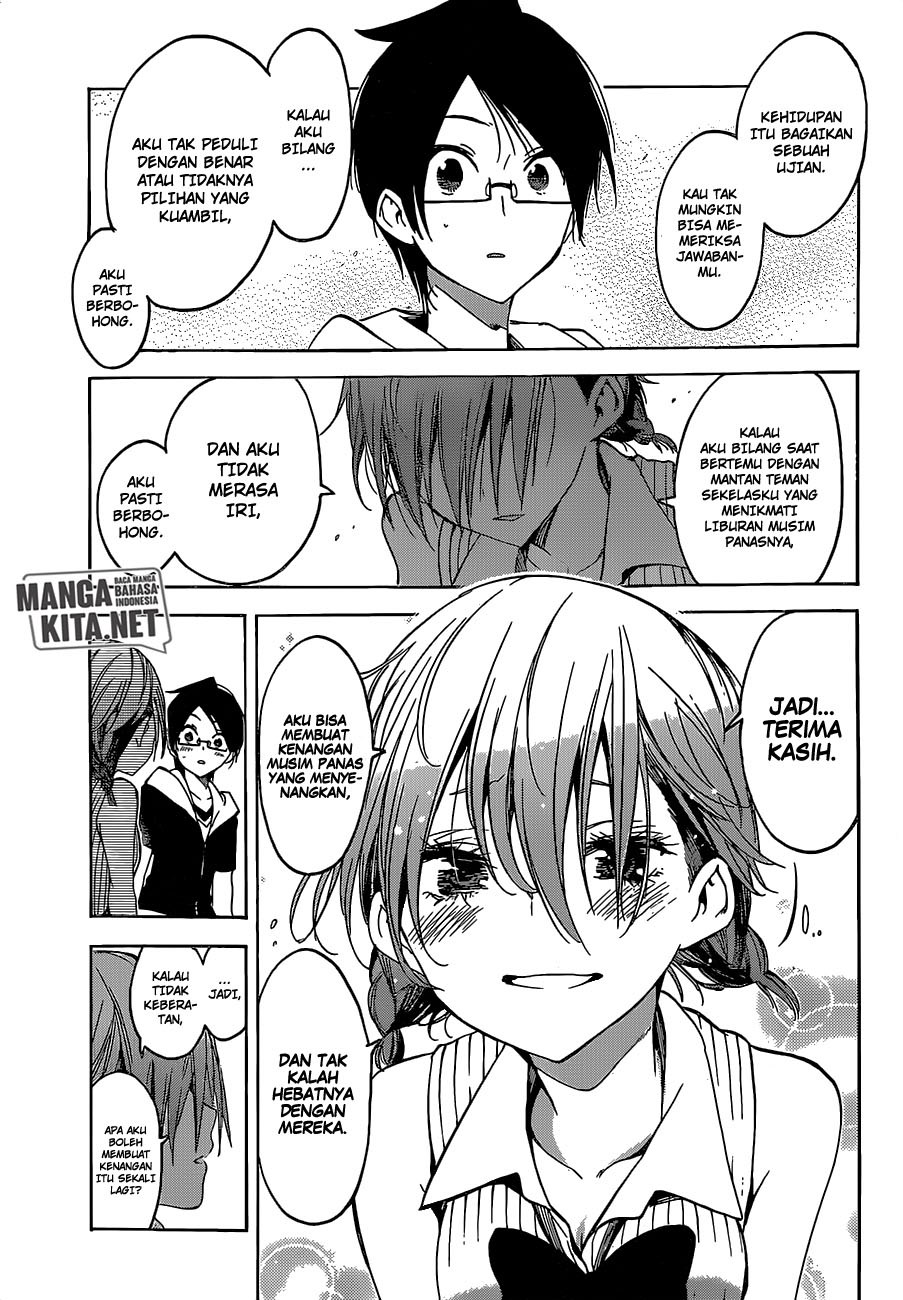 KEHIDUPAN
ITU BAGAIKAN
SEBUAH
UJIAN.
KAU TAK
MUNGKIN
BISA ME-
MERIKSA
JAWABAN-
MU.
KALAU
AKU
BILANG
...
AKU TAK PEDULI
DENGAN BENAR
ATAU TIDAKNYA
PILIHAN YANG
KUAMBIL,
AKU
PASTI
BERBO-
HONG.
KALAU
AKU BILANG SAAT
BERTEMU DENGAN
MANTAN TEMAN
SEKELASKU YANG
MENIKMATI
LIBURAN MUSIM
PANASNYA,
DAN AKU
TIDAK
MERASA
IRI,
AKU
PASTI
BERBO-
HONG.
MANGA
KITA.NET
BACA MANGA
BAHASA
INDONESIA
JADI...
TERIMA
KASIH.
AKU BISA
MEMBUAT
KENANGAN
MUSIM PANAS
YANG MENYE-
NANGKAN,
DAN TAK
KALAH
HEBATNYA
DENGAN
MEREKA.
...
JADI,
KALAU
TIDAK
KEBERA-
TAN,
APA AKU
BOLEH
MEMBUAT
KENANGAN
ITU SEKALI
LAGI?